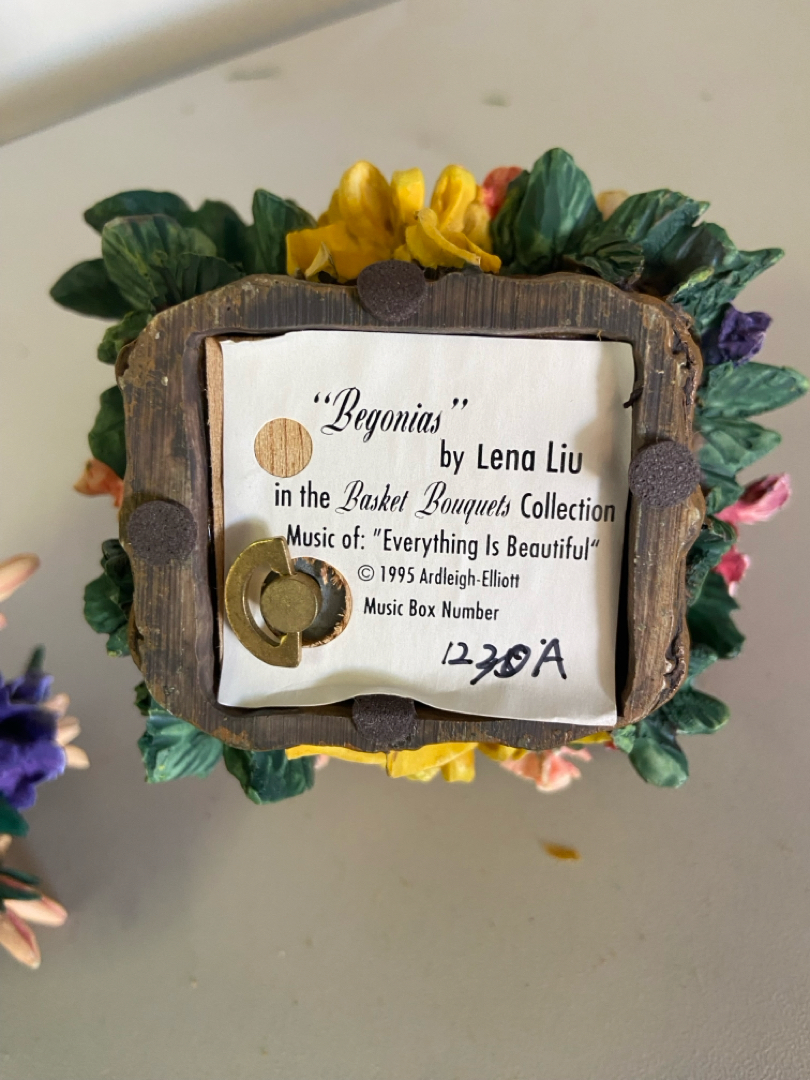 “Begonias”
by Lena Liu
in the Basket Bouquets Collection
Music of: "Everything Is Beautiful"
© 1995 Ardleigh-Elliott
Music Box Number